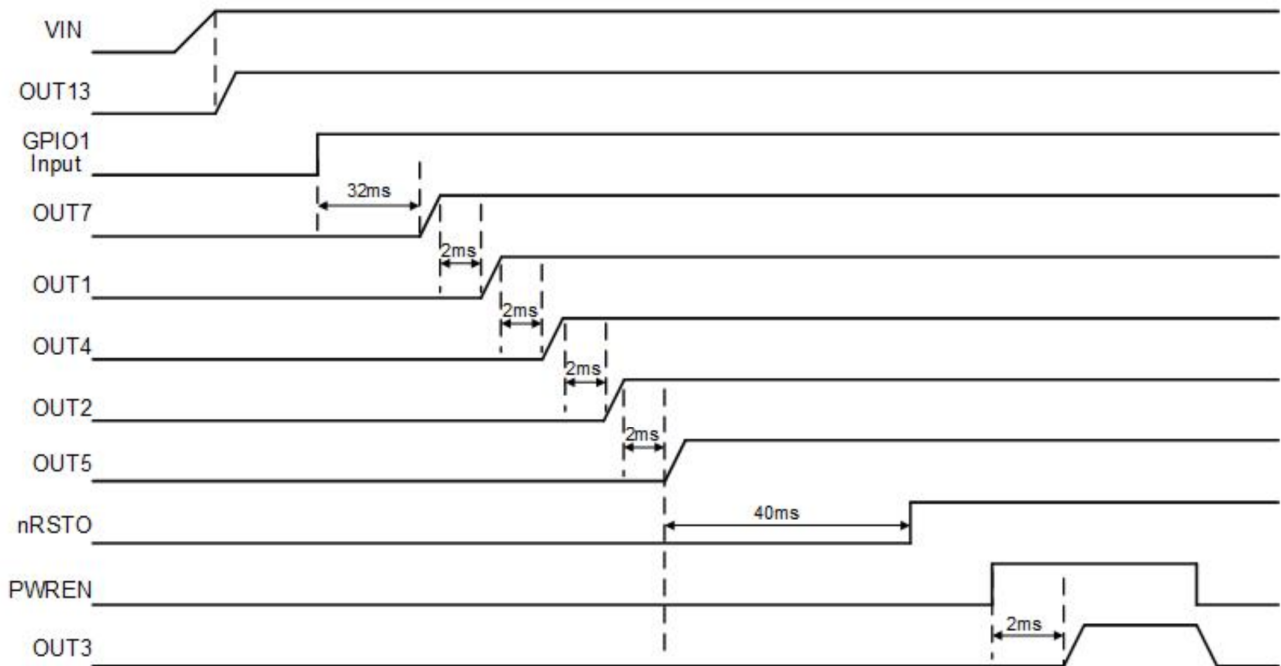 VIN
OUT13
GPIO1
Input
32ms
OUT7
2ms
OUT1
2ms
OUT4
2ms
OUT2
2ms
OUT5
40ms
nRSTO
PWREN
2ms
OUT3